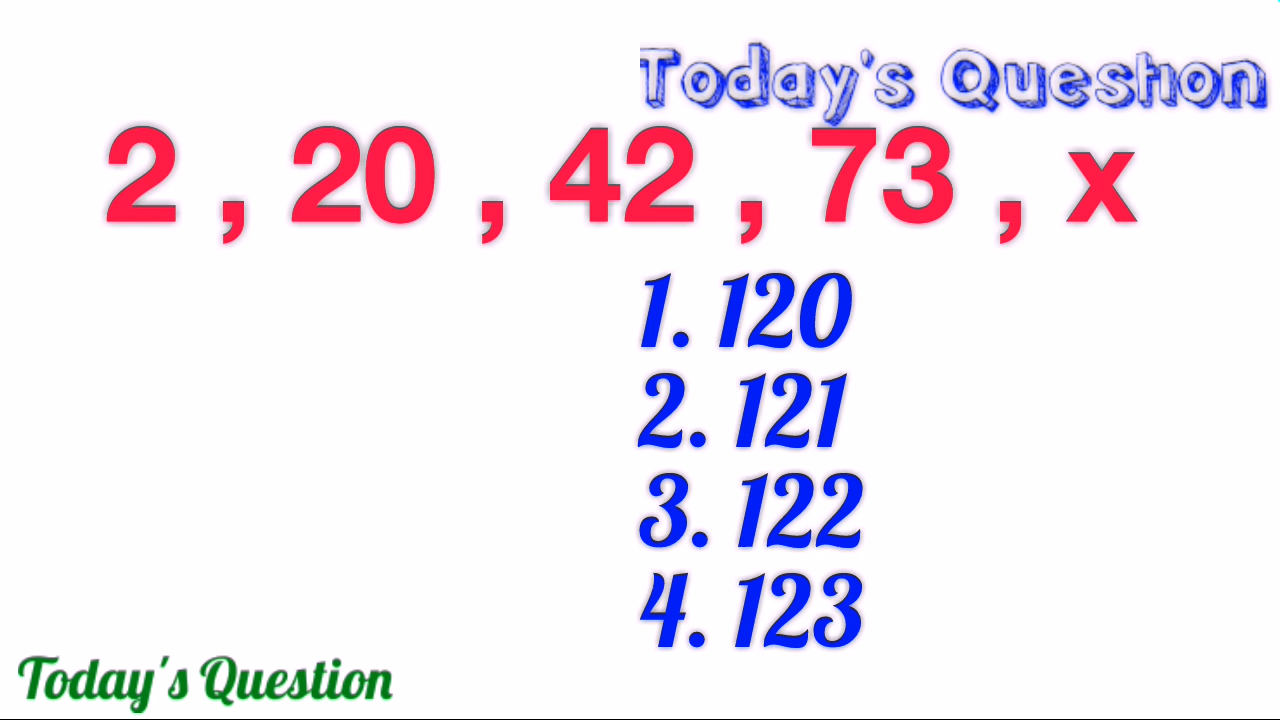 Today's Question
2 , 20 , 42 , 73 , x
1. 120
2. 121
3. 122
4. 123
Today's Question